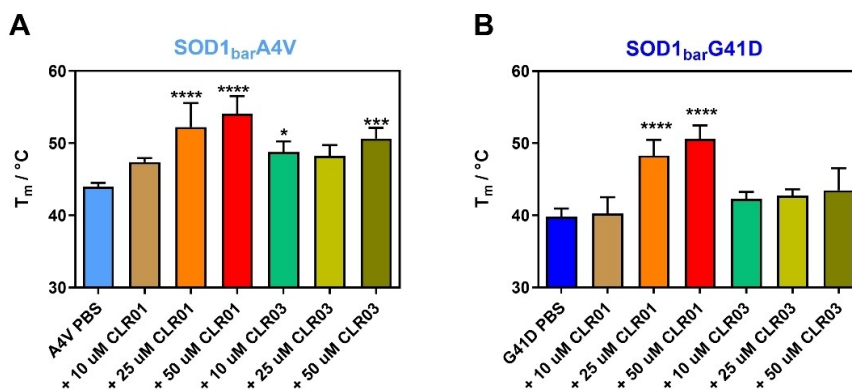 A
SOD1barA4V
60
50
40
30
Tm / °C
****
****
*
***
A4V PBS
+ 10 uM CLR01
+ 25 uM CLR01
+ 50 uM CLR01
+ 10 uM CLR03
+ 25 uM CLR03
+ 50 uM CLR03
B
SOD1barG41D
60
50
40
30
Tm / °C
****
****
G41D PBS
+ 10 uM CLR01
+ 25 uM CLR01
+ 50 uM CLR01
+ 10 uM CLR03
+ 25 uM CLR03
+ 50 uM CLR03